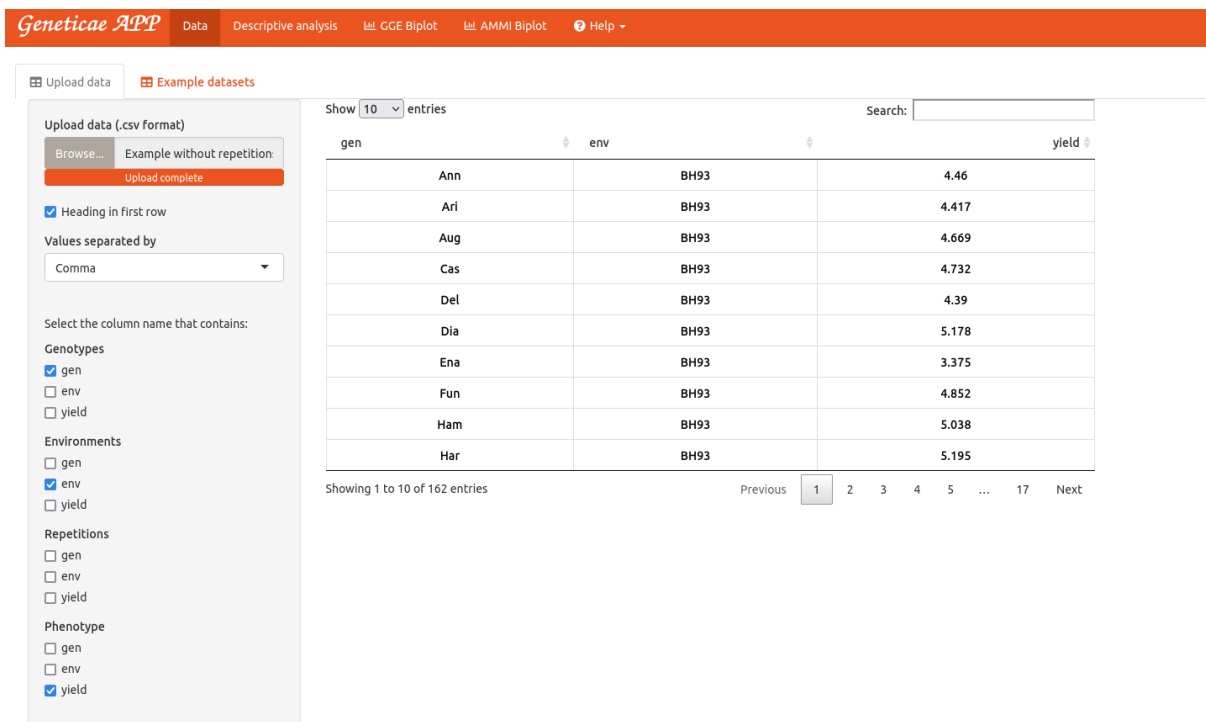 Geneticae APP Data Descriptive analysis GGE Biplot AMMI Biplot Help
Upload data Example datasets
Upload data (.csv format)
Browse... Example without repetition
Upload complete
Heading in first row
Values separated by
Comma
Select the column name that contains:
Genotypes
gen
env
yield
Environments
gen
env
yield
Repetitions
gen
env
yield
Phenotype
gen
env
yield
Show 10 entries Search:
gen env yield
Ann BH93 4.46
Ari BH93 4.417
Aug BH93 4.669
Cas BH93 4.732
Del BH93 4.39
Dia BH93 5.178
Ena BH93 3.375
Fun BH93 4.852
Ham BH93 5.038
Har BH93 5.195
Showing 1 to 10 of 162 entries Previous 1 2 3 4 5 ... 17 Next